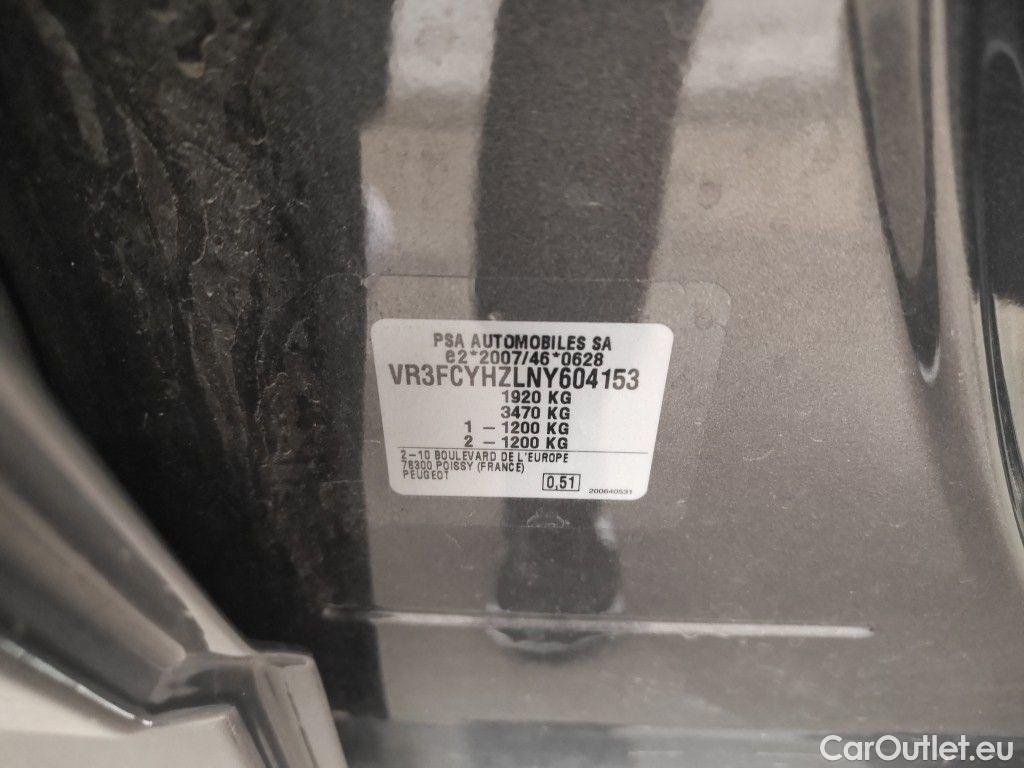 PSA AUTOMOBILES SA
e2*2007/46*0628
VR3FCYHZLNY604153
1920 KG
3470 KG
1 – 1200 KG
2 – 1200 KG
2–10 BOULEVARD DE L'EUROPE
78300 POISSY (FRANCE)
PEUGEOT
0,51
200640531
CarOutlet.eu